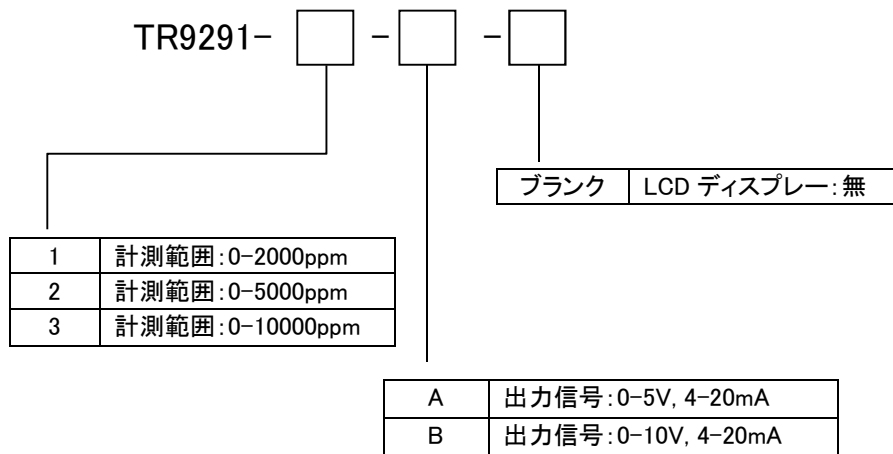 TR9291- - -
ブランク LCD ディスプレー:無
1 計測範囲:0-2000ppm
2 計測範囲:0-5000ppm
3 計測範囲:0-10000ppm
A 出力信号:0-5V, 4-20mA
B 出力信号:0-10V, 4-20mA